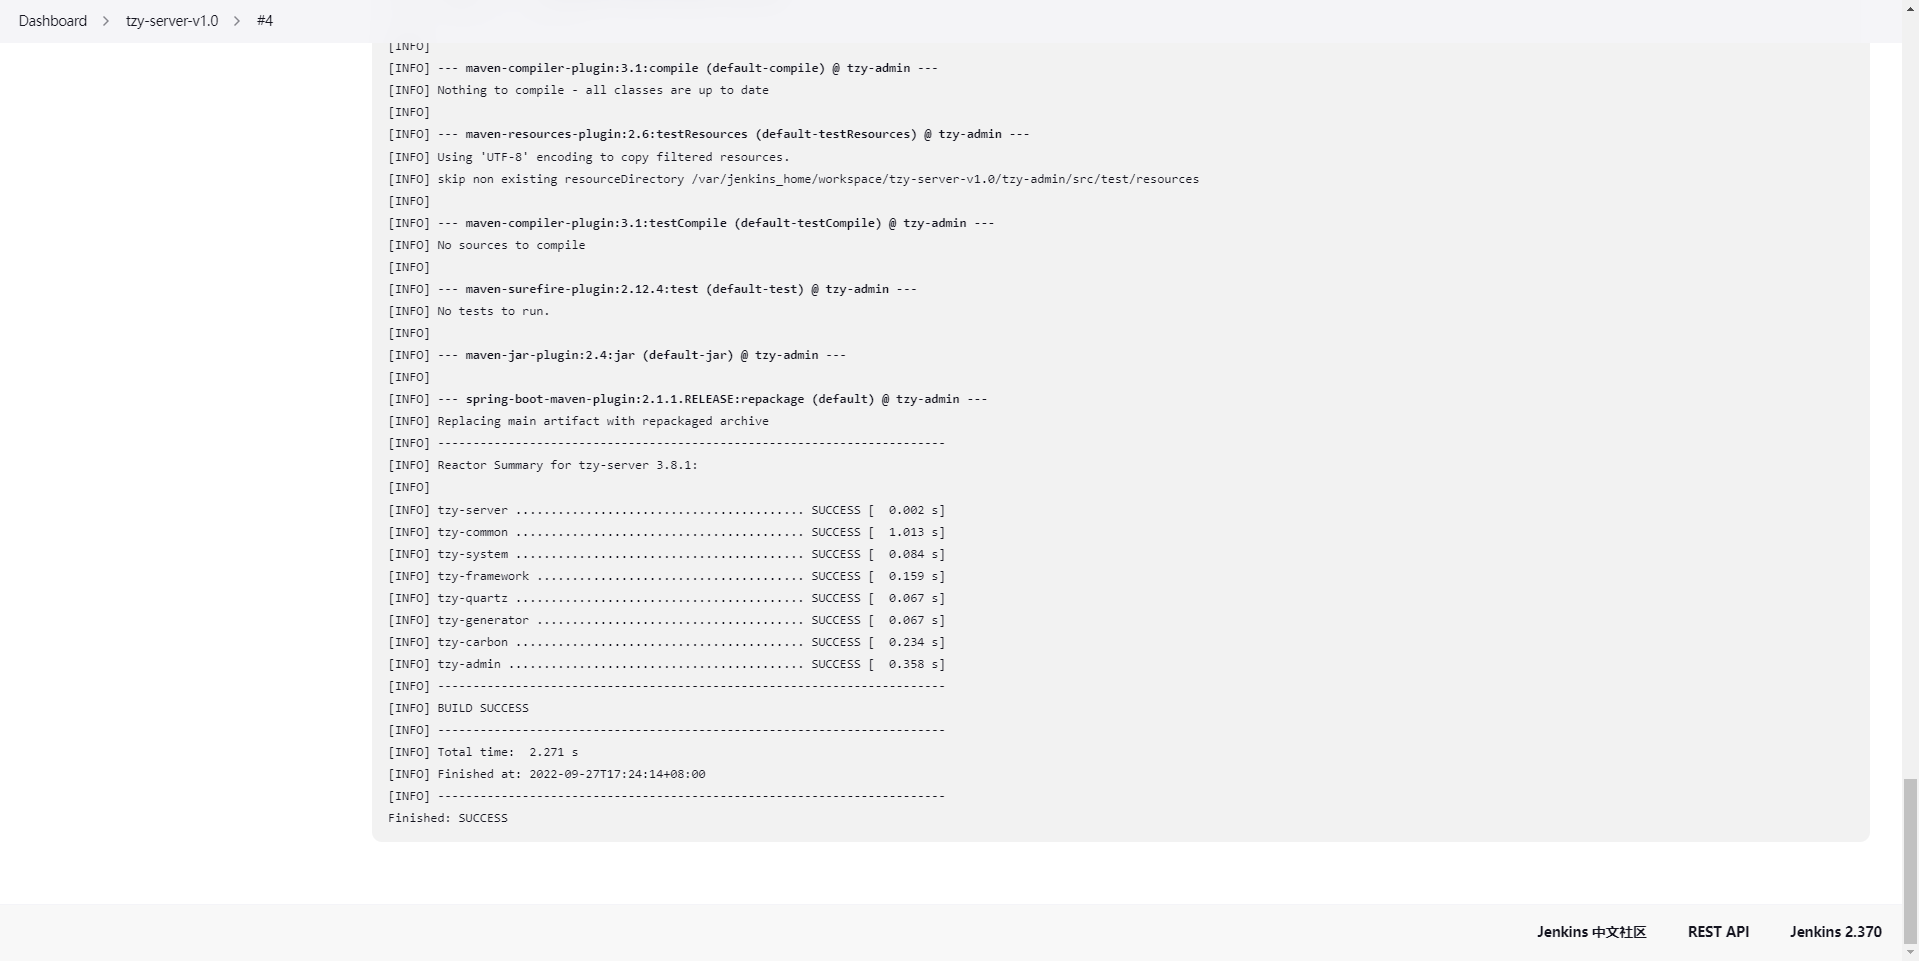 Dashboard > tzy-server-v1.0 > #4
[INFO]
[INFO] --- maven-compiler-plugin:3.1:compile (default-compile) @ tzy-admin ---
[INFO] Nothing to compile - all classes are up to date
[INFO]
[INFO] --- maven-resources-plugin:2.6:testResources (default-testResources) @ tzy-admin ---
[INFO] Using 'UTF-8' encoding to copy filtered resources.
[INFO] skip non existing resourceDirectory /var/jenkins_home/workspace/tzy-server-v1.0/tzy-admin/src/test/resources
[INFO]
[INFO] --- maven-compiler-plugin:3.1:testCompile (default-testCompile) @ tzy-admin ---
[INFO] No sources to compile
[INFO]
[INFO] --- maven-surefire-plugin:2.12.4:test (default-test) @ tzy-admin ---
[INFO] No tests to run.
[INFO]
[INFO] --- maven-jar-plugin:2.4:jar (default-jar) @ tzy-admin ---
[INFO]
[INFO] --- spring-boot-maven-plugin:2.1.1.RELEASE:repackage (default) @ tzy-admin ---
[INFO] Replacing main artifact with repackaged archive
[INFO] ------------------------------------------------------------------------
[INFO] Reactor Summary for tzy-server 3.8.1:
[INFO]
[INFO] tzy-server ......................................... SUCCESS [  0.002 s]
[INFO] tzy-common ......................................... SUCCESS [  1.013 s]
[INFO] tzy-system ......................................... SUCCESS [  0.084 s]
[INFO] tzy-framework ...................................... SUCCESS [  0.159 s]
[INFO] tzy-quartz ......................................... SUCCESS [  0.067 s]
[INFO] tzy-generator ...................................... SUCCESS [  0.067 s]
[INFO] tzy-carbon ......................................... SUCCESS [  0.234 s]
[INFO] tzy-admin .......................................... SUCCESS [  0.358 s]
[INFO] ------------------------------------------------------------------------
[INFO] BUILD SUCCESS
[INFO] ------------------------------------------------------------------------
[INFO] Total time:  2.271 s
[INFO] Finished at: 2022-09-27T17:24:14+08:00
[INFO] ------------------------------------------------------------------------
Finished: SUCCESS
Jenkins 中文社区 REST API Jenkins 2.370